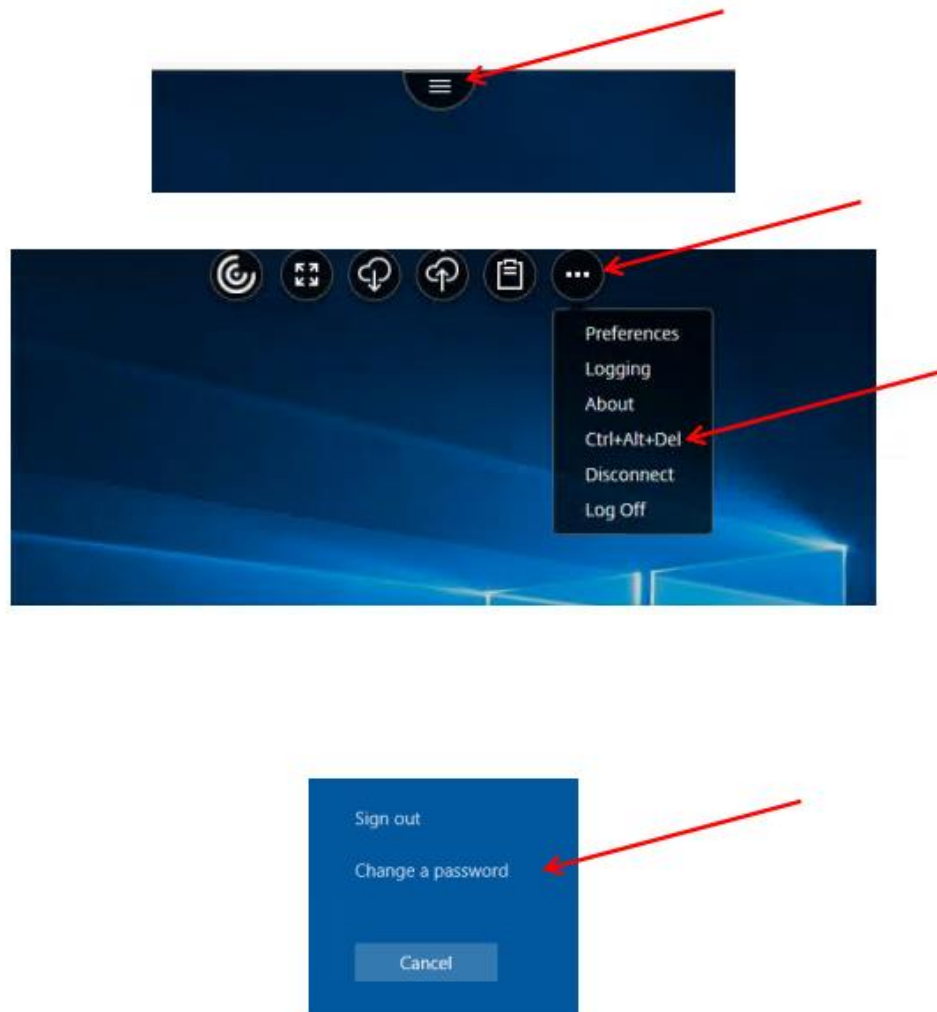 Preferences
Logging
About
Ctrl+Alt+Del
Disconnect
Log Off
Sign out
Change a password
Cancel